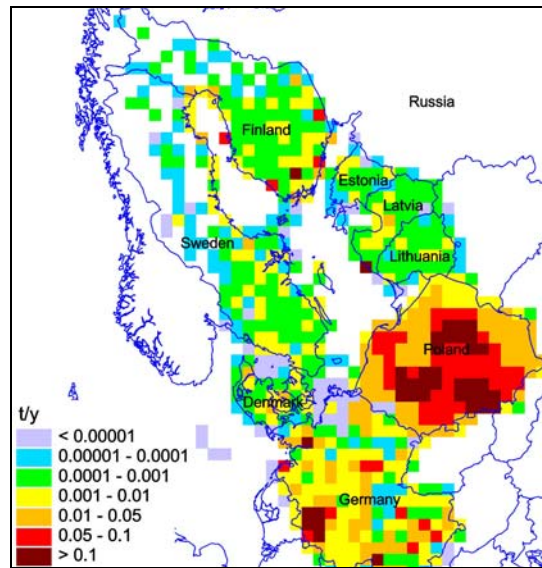 Russia
Finland
Estonia
Latvia
Sweden
Lithuania
Poland
Denmark
t/y
< 0.00001
0.00001 - 0.0001
0.0001 - 0.001
0.001 - 0.01
0.01 - 0.05
0.05 - 0.1
> 0.1
Germany